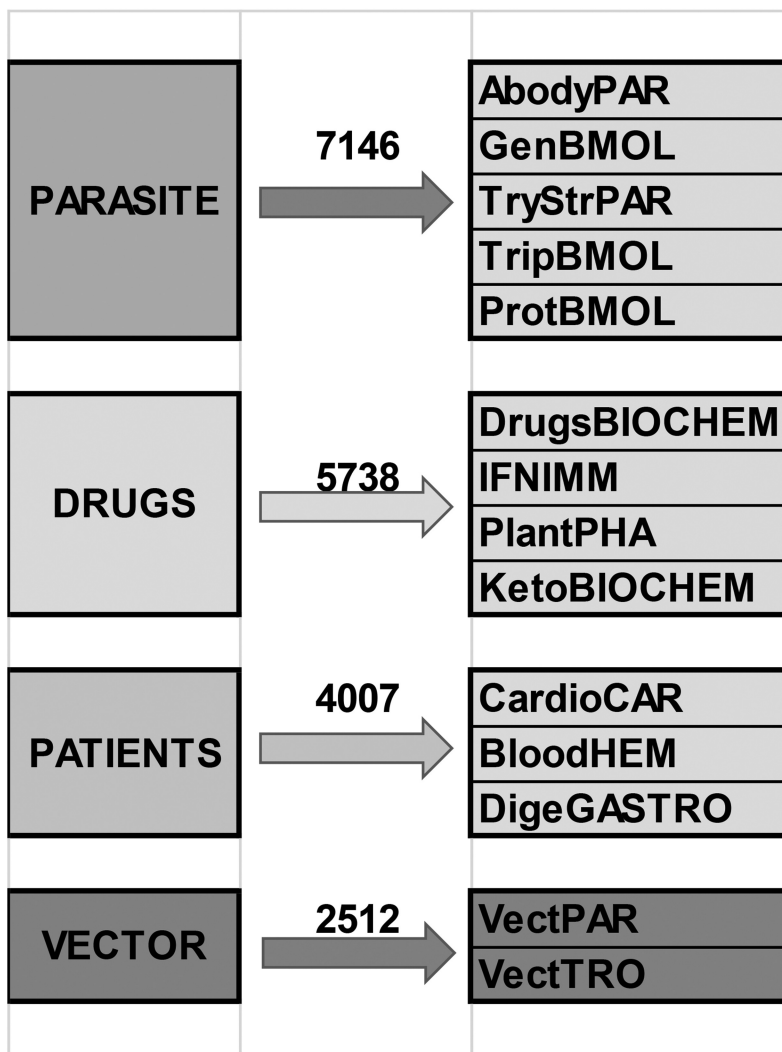 PARASITE
7146
AbodyPAR
GenBMOL
TryStrPAR
TripBMOL
ProtBMOL
DRUGS
5738
DrugsBIOCHEM
IFNIMM
PlantPHA
KetoBIOCHEM
PATIENTS
4007
CardioCAR
BloodHEM
DigeGASTRO
VECTOR
2512
VectPAR
VectTRO